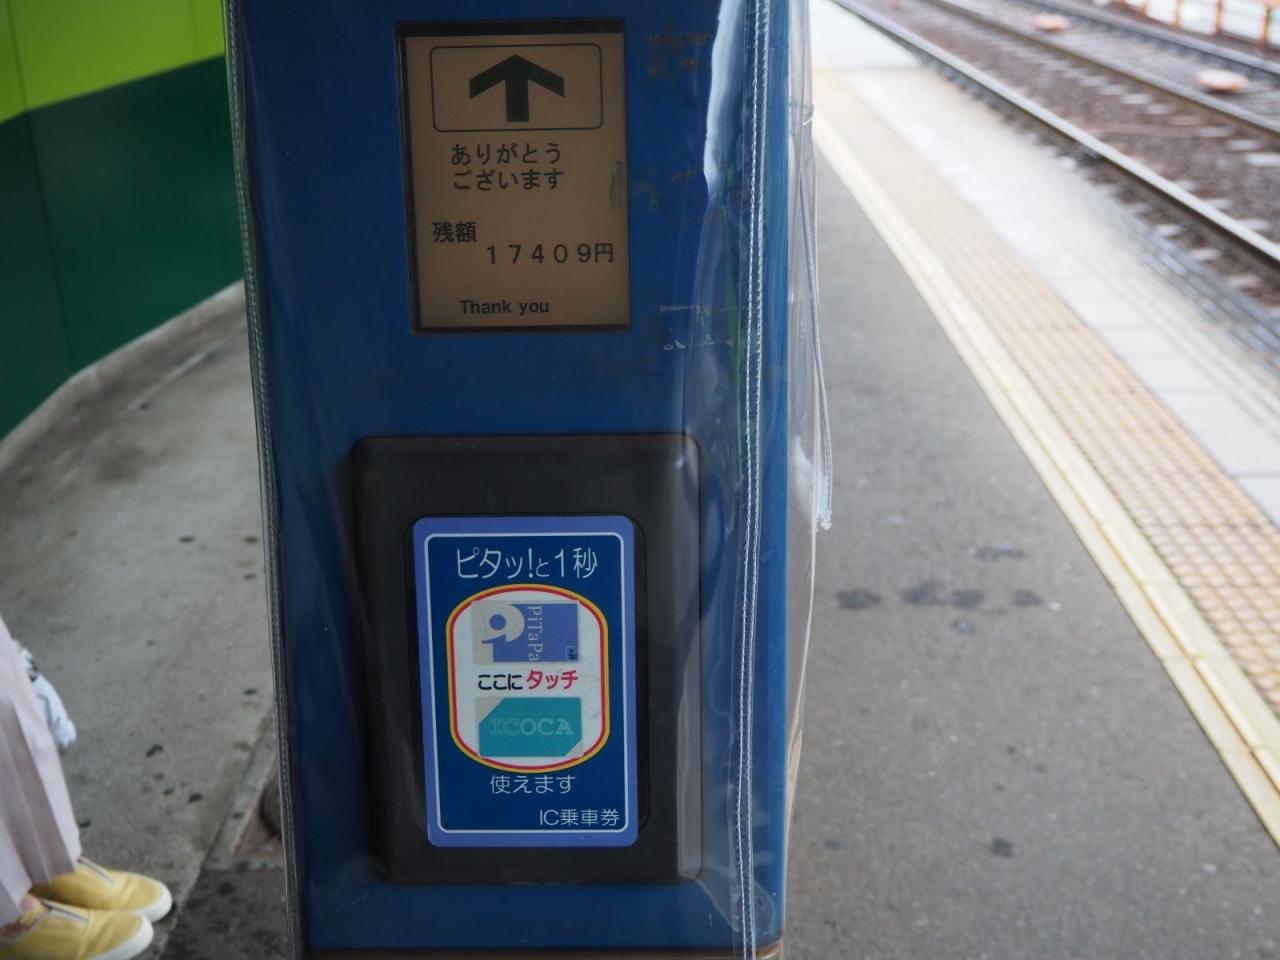 ありがとう
ございます
残額
17409円
Thank you
ピタッ!と1秒
PiTaPa
ここにタッチ
ICOCA
使えます
IC乗車券